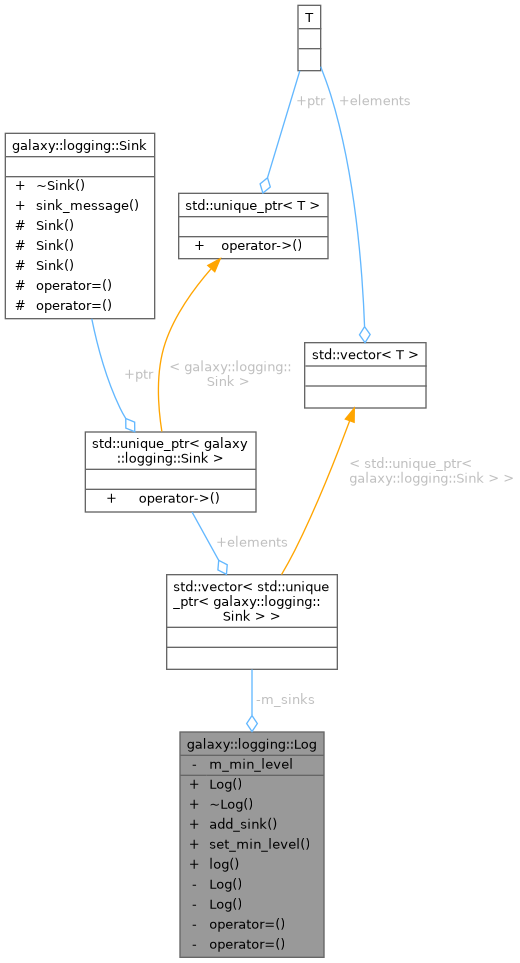 T
+ptr
+elements
galaxy::logging::Sink
+ ~Sink()
+ sink_message()
# Sink()
# Sink()
# Sink()
# operator=()
# operator=()
std::unique_ptr< T >
+ operator->()
std::vector< T >
+ptr
< galaxy::logging::
Sink >
std::unique_ptr< galaxy
::logging::Sink >
+ operator->()
< std::unique_ptr<
galaxy::logging::Sink > >
+elements
std::vector< std::unique
_ptr< galaxy::logging::
Sink > >
-m_sinks
galaxy::logging::Log
- m_min_level
+ Log()
+ ~Log()
+ add_sink()
+ set_min_level()
+ log()
- Log()
- Log()
- operator=()
- operator=()